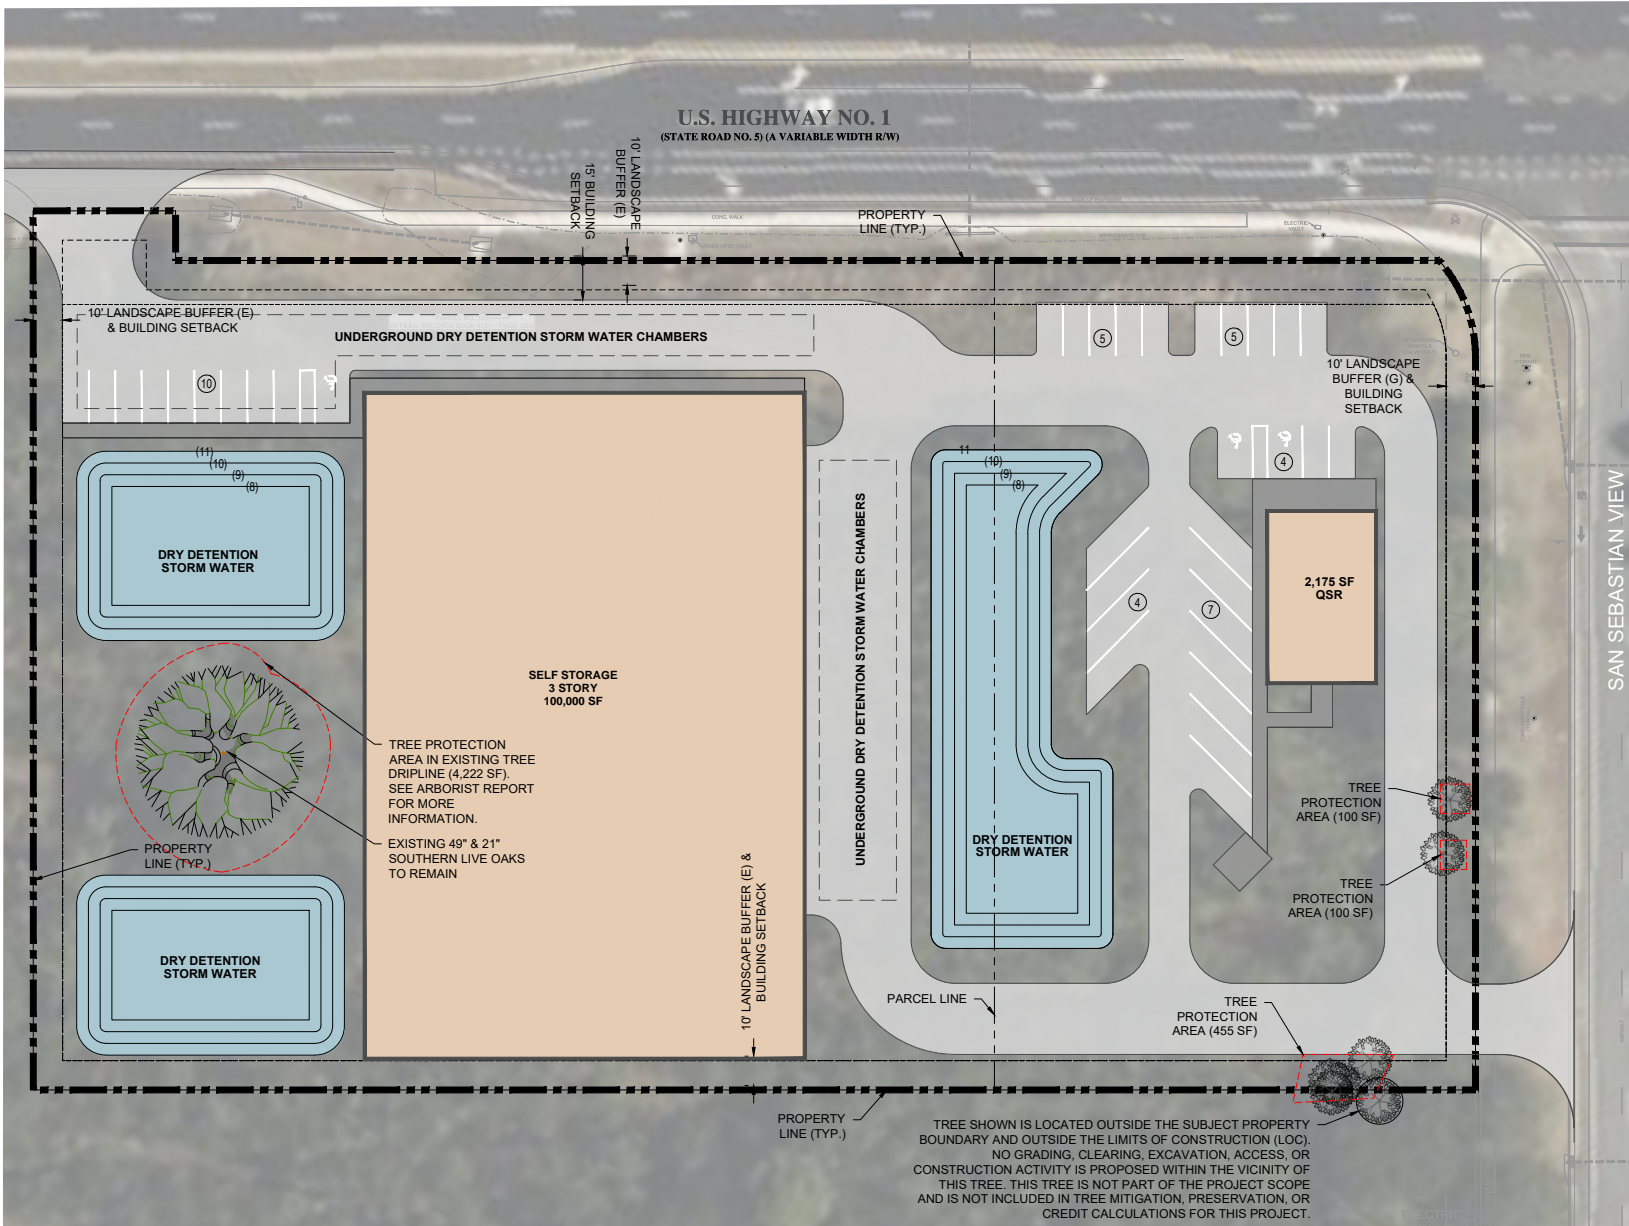 U.S. HIGHWAY NO. 1
(STATE ROAD NO. 5) (A VARIABLE WIDTH R/W)
10' LANDSCAPE
BUFFER (E)
15' BUILDING
SETBACK
PROPERTY
LINE (TYP.)
CONC. WALK
ELECTRIC
VAULT
10' LANDSCAPE BUFFER (E)
& BUILDING SETBACK
UNDERGROUND DRY DETENTION STORM WATER CHAMBERS
5
5
10
10' LANDSCAPE
BUFFER (G) &
BUILDING
SETBACK
4
(11)
(10)
(9)
(8)
11
(10)
(9)
(8)
DRY DETENTION
STORM WATER
UNDERGROUND DRY DETENTION STORM WATER CHAMBERS
4
7
2,175 SF
QSR
SAN SEBASTIAN VIEW
SELF STORAGE
3 STORY
100,000 SF
TREE PROTECTION
AREA IN EXISTING TREE
DRIPLINE (4,222 SF).
SEE ARBORIST REPORT
FOR MORE
INFORMATION.
EXISTING 49" & 21"
SOUTHERN LIVE OAKS
TO REMAIN
PROPERTY
LINE (TYP.)
DRY DETENTION
STORM WATER
TREE
PROTECTION
AREA (100 SF)
TREE
PROTECTION
AREA (100 SF)
DRY DETENTION
STORM WATER
10' LANDSCAPE BUFFER (E) &
BUILDING SETBACK
PARCEL LINE
TREE
PROTECTION
AREA (455 SF)
PROPERTY
LINE (TYP.)
TREE SHOWN IS LOCATED OUTSIDE THE SUBJECT PROPERTY
BOUNDARY AND OUTSIDE THE LIMITS OF CONSTRUCTION (LOC).
NO GRADING, CLEARING, EXCAVATION, ACCESS, OR
CONSTRUCTION ACTIVITY IS PROPOSED WITHIN THE VICINITY OF
THIS TREE. THIS TREE IS NOT PART OF THE PROJECT SCOPE
AND IS NOT INCLUDED IN TREE MITIGATION, PRESERVATION, OR
CREDIT CALCULATIONS FOR THIS PROJECT.
ELECTRIC